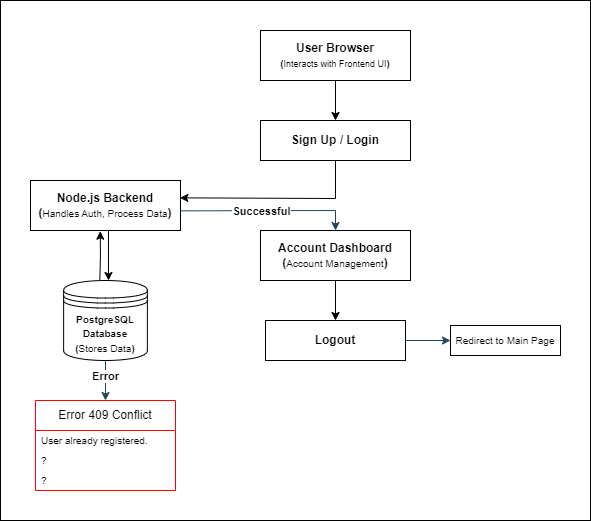 User Browser
(Interacts with Frontend UI)
Sign Up / Login
Node.js Backend
(Handles Auth, Process Data)
Successful
Account Dashboard
(Account Management)
PostgreSQL
Database
(Stores Data)
Logout
Redirect to Main Page
Error
Error 409 Conflict
User already registered.
?
?